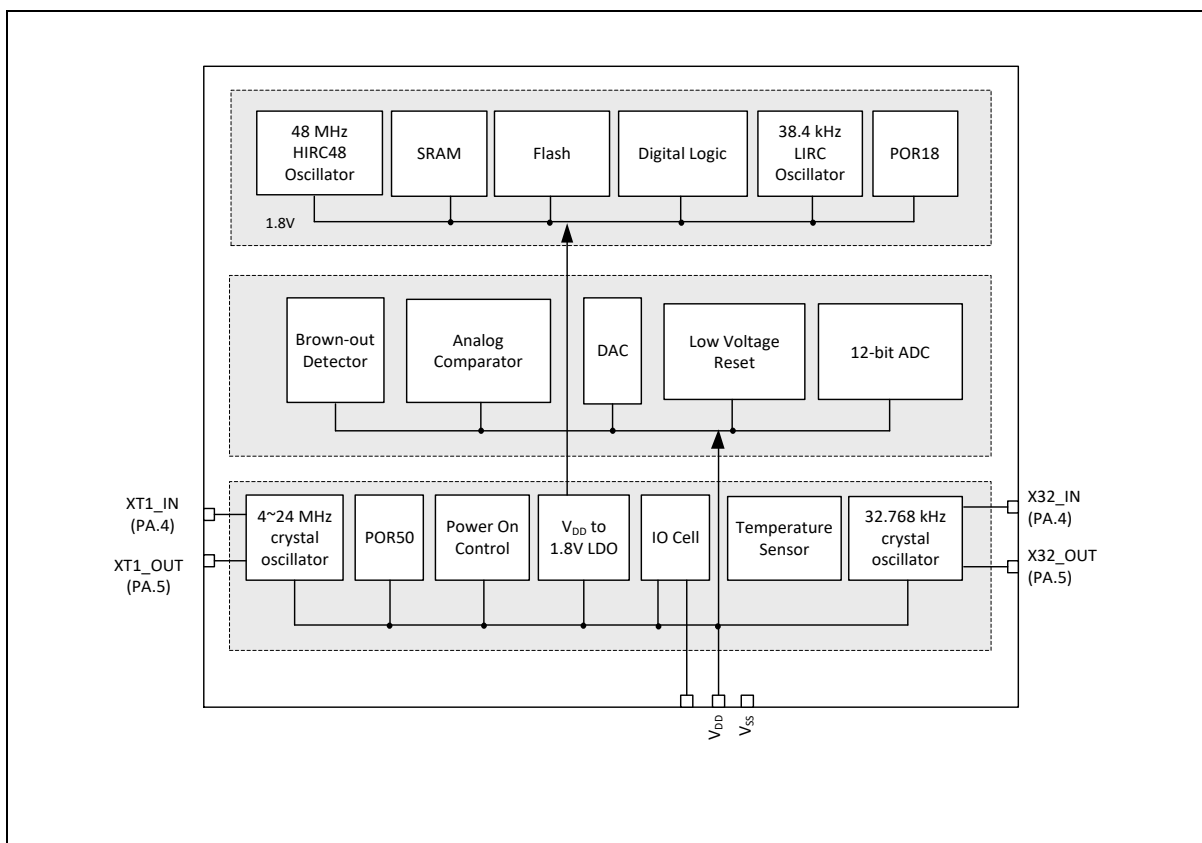 48 MHz
HIRC48
Oscillator
SRAM
Flash
Digital Logic
38.4 kHz
LIRC
Oscillator
POR18
1.8V
Brown-out
Detector
Analog
Comparator
DAC
Low Voltage
Reset
12-bit ADC
XT1_IN
(PA.4)
XT1_OUT
(PA.5)
4~24 MHz
crystal
oscillator
POR50
Power On
Control
VDD to
1.8V LDO
IO Cell
Temperature
Sensor
32.768 kHz
crystal
oscillator
X32_IN
(PA.4)
X32_OUT
(PA.5)
VDD
VSS